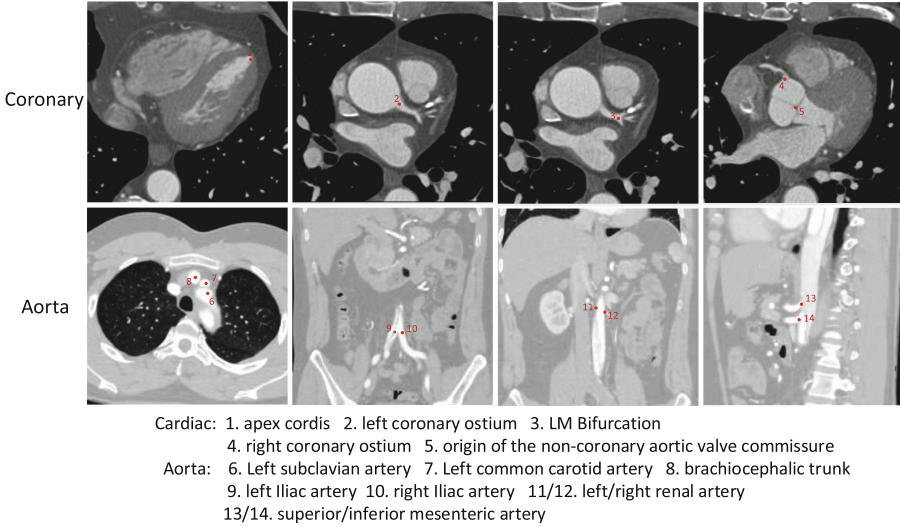 Coronary
2
3
4
5
Aorta
8
7
6
9
10
11
12
13
14
Cardiac: 1. apex cordis 2. left coronary ostium 3. LM Bifurcation
4. right coronary ostium 5. origin of the non-coronary aortic valve commissure
Aorta: 6. Left subclavian artery 7. Left common carotid artery 8. brachiocephalic trunk
9. left Iliac artery 10. right Iliac artery 11/12. left/right renal artery
13/14. superior/inferior mesenteric artery